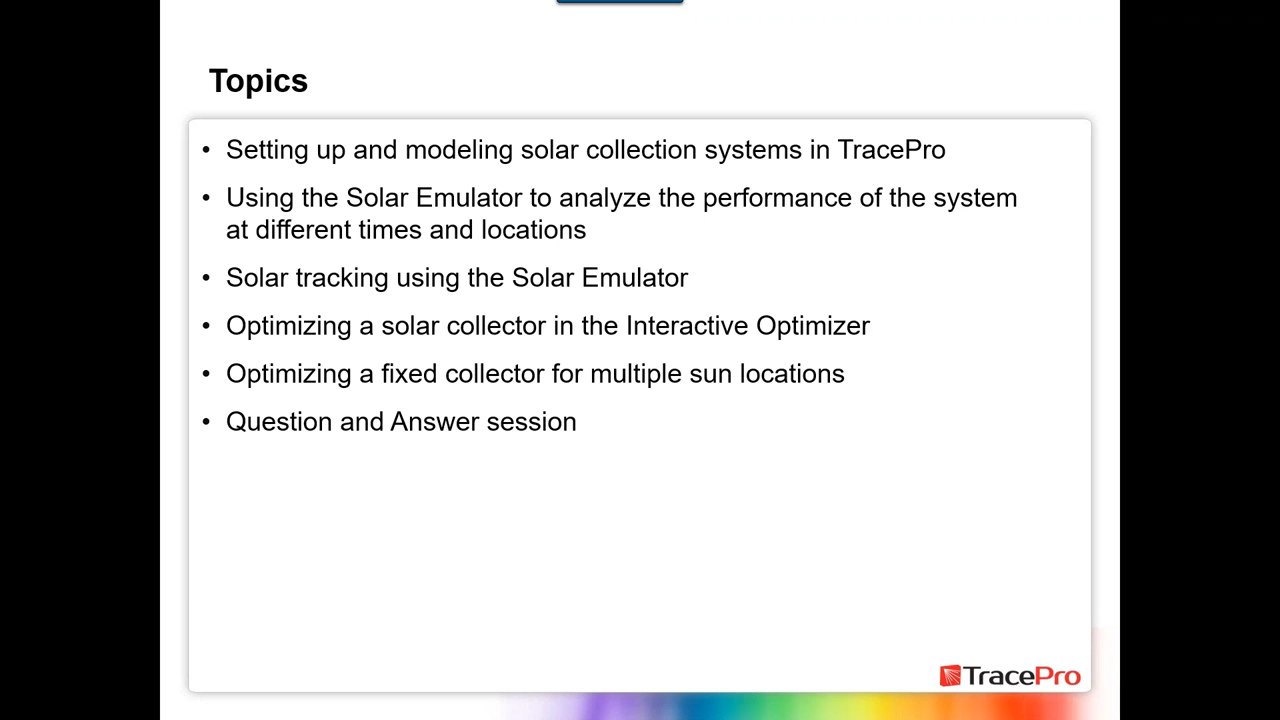 Topics
• Setting up and modeling solar collection systems in TracePro
• Using the Solar Emulator to analyze the performance of the system
at different times and locations
• Solar tracking using the Solar Emulator
• Optimizing a solar collector in the Interactive Optimizer
• Optimizing a fixed collector for multiple sun locations
• Question and Answer session
TracePro